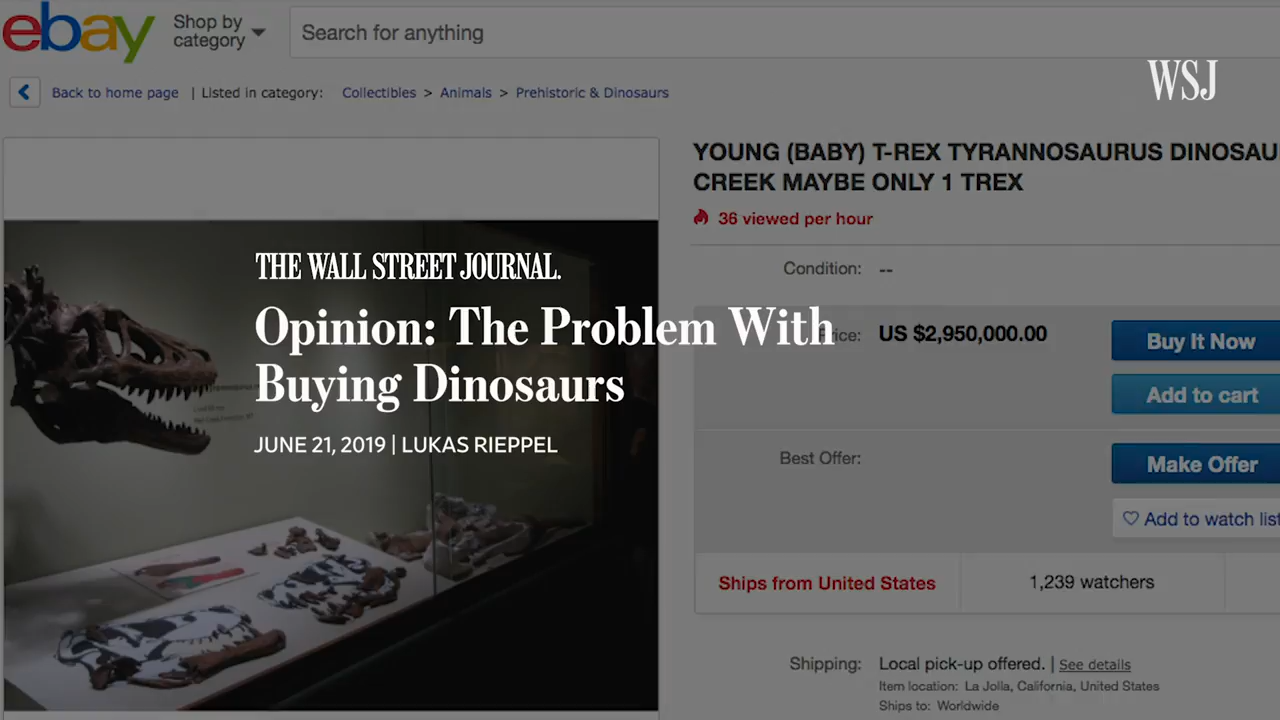 ebay
Shop by
category
Search for anything
WSJ
Back to home page | Listed in category: Collectibles > Animals > Prehistoric & Dinosaurs
YOUNG (BABY) T-REX TYRANNOSAURUS DINOSAU
CREEK MAYBE ONLY 1 TREX
36 viewed per hour
Condition: --
THE WALL STREET JOURNAL.
Opinion: The Problem With
Buying Dinosaurs
JUNE 21, 2019 | LUKAS RIEPPEL
Price: US $2,950,000.00
Buy It Now
Add to cart
Best Offer:
Make Offer
Add to watch list
Ships from United States
1,239 watchers
Shipping: Local pick-up offered. | See details
Item location: La Jolla, California, United States
Ships to: Worldwide